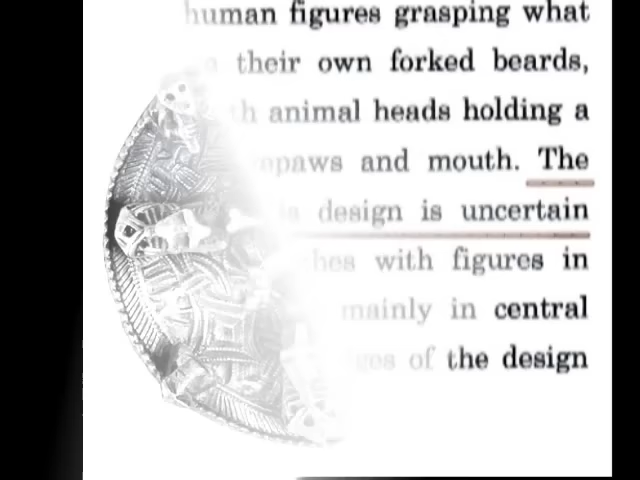 human figures grasping what
their own forked beards,
animal heads holding a
and mouth. The
design is uncertain
with figures in
mainly in central
of the design